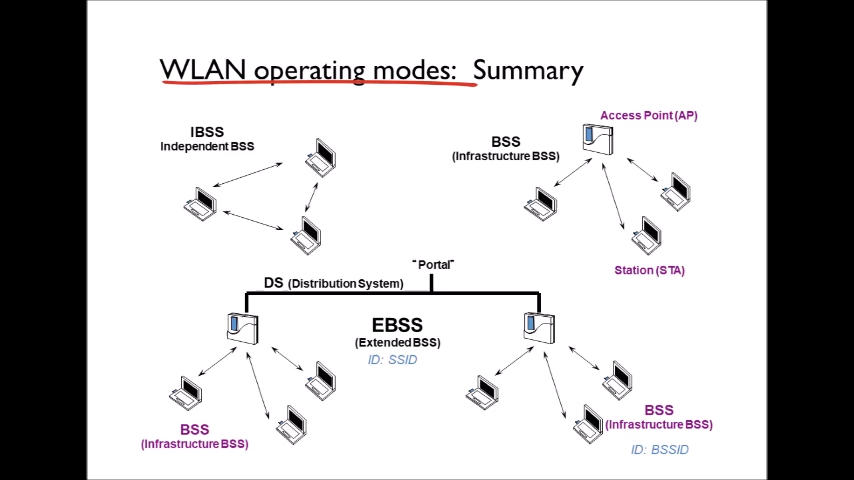 WLAN operating modes: Summary
IBSS
Independent BSS
Access Point (AP)
BSS
(Infrastructure BSS)
Station (STA)
"Portal"
DS (Distribution System)
EBSS
(Extended BSS)
ID: SSID
BSS
(Infrastructure BSS)
BSS
(Infrastructure BSS)
ID: BSSID